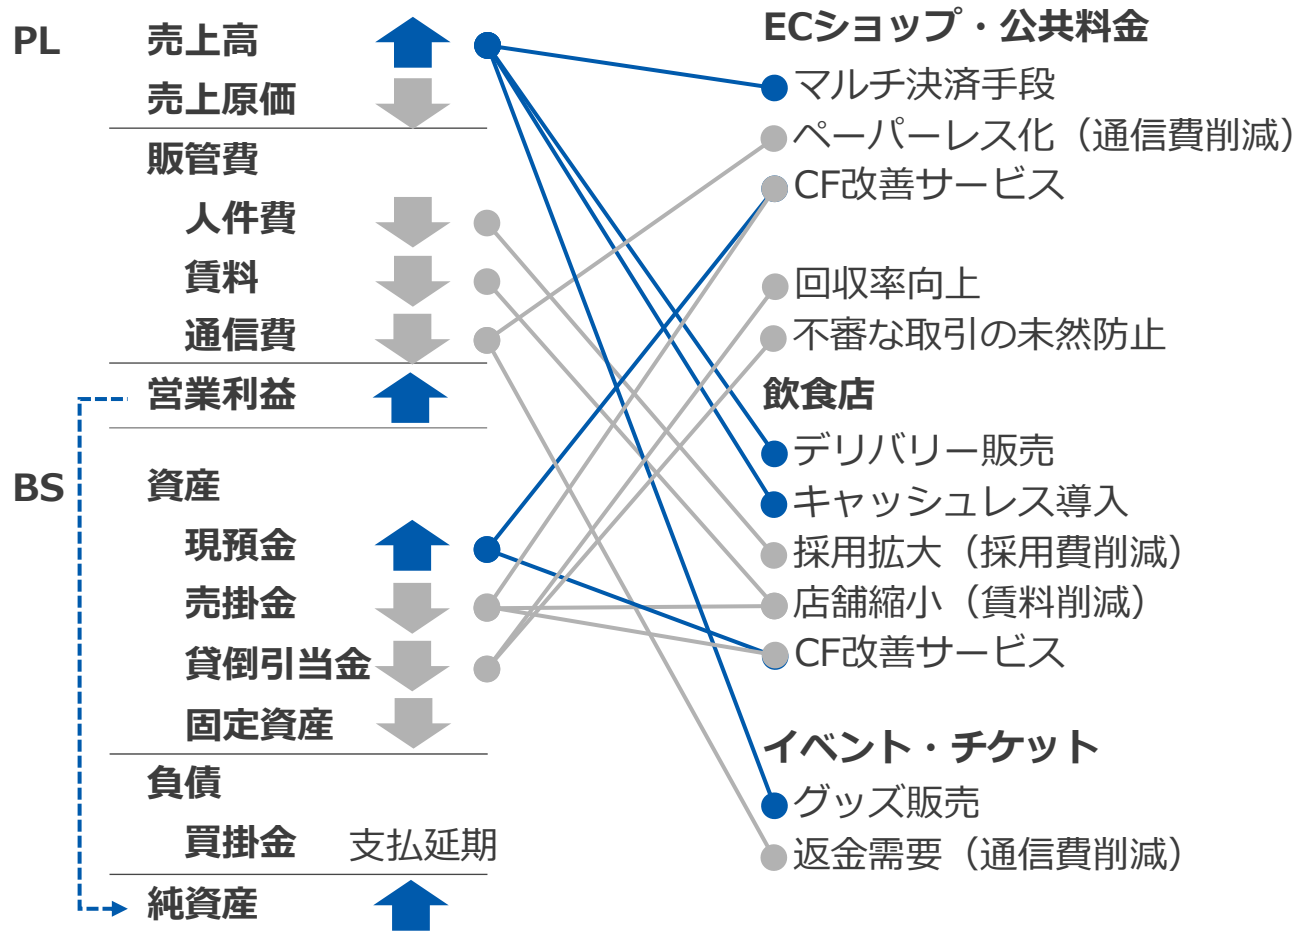 PL
売上高
売上原価
販管費
人件費
賃料
通信費
営業利益
BS
資産
現預金
売掛金
貸倒引当金
固定資産
負債
買掛金 支払延期
純資産
ECショップ・公共料金
マルチ決済手段
ペーパーレス化（通信費削減）
CF改善サービス
回収率向上
不審な取引の未然防止
飲食店
デリバリー販売
キャッシュレス導入
採用拡大（採用費削減）
店舗縮小（賃料削減）
CF改善サービス
イベント・チケット
グッズ販売
返金需要（通信費削減）